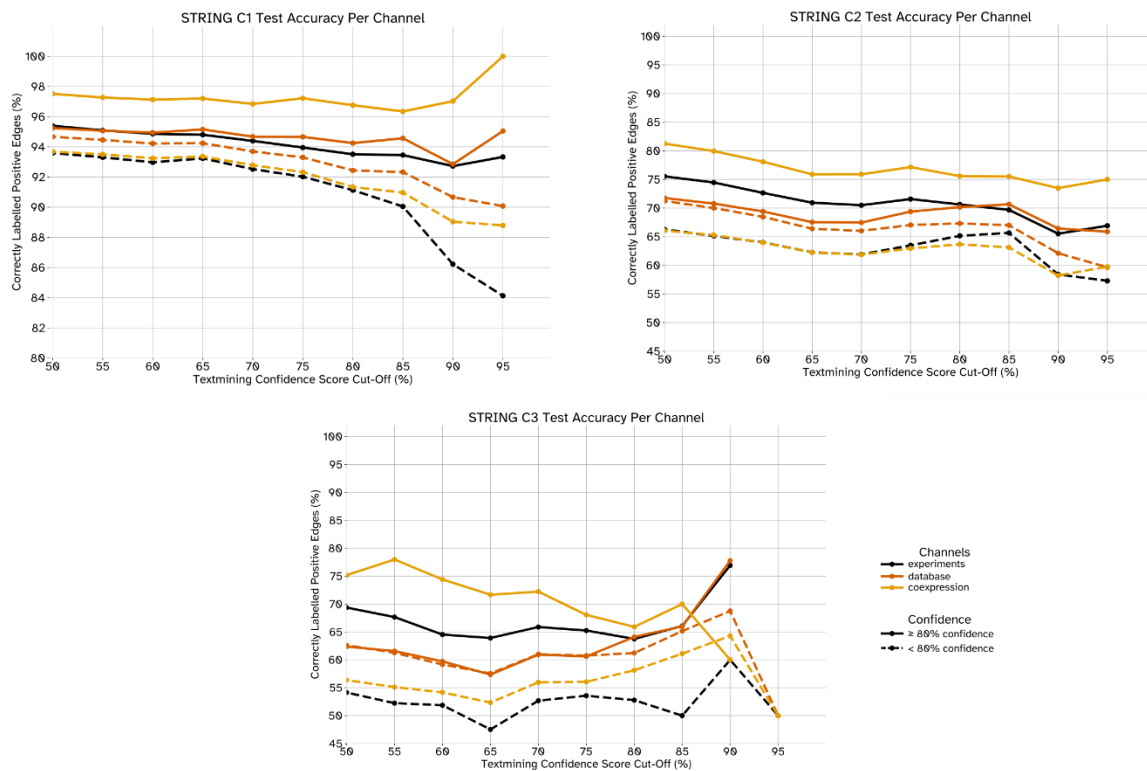 STRING C1 Test Accuracy Per Channel
Correctly Labelled Positive Edges (%)
100
98
96
94
92
90
88
86
84
82
80
50 55 60 65 70 75 80 85 90 95
Textmining Confidence Score Cut-Off (%)
STRING C2 Test Accuracy Per Channel
Correctly Labelled Positive Edges (%)
100
95
90
85
80
75
70
65
60
55
50
45
50 55 60 65 70 75 80 85 90 95
Textmining Confidence Score Cut-Off (%)
STRING C3 Test Accuracy Per Channel
Correctly Labelled Positive Edges (%)
100
95
90
85
80
75
70
65
60
55
50
45
50 55 60 65 70 75 80 85 90 95
Textmining Confidence Score Cut-Off (%)
Channels
experiments
database
coexpression
Confidence
≥ 80% confidence
< 80% confidence